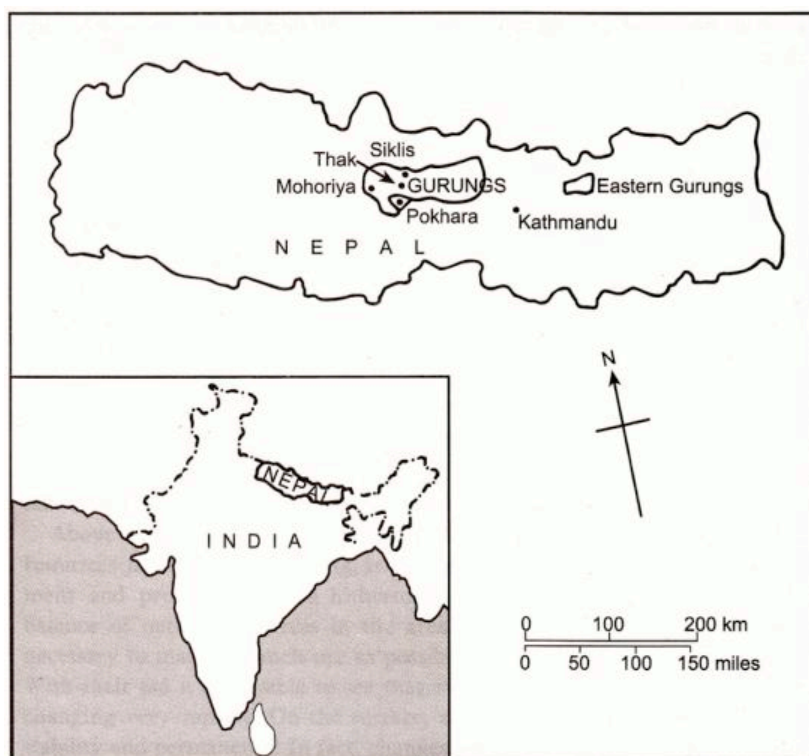 Siklis
Thak
Mohoriya
GURUNGS
Eastern Gurungs
Pokhara
Kathmandu
NEPAL
N
NEPAL
INDIA
0 100 200 km
0 50 100 150 miles